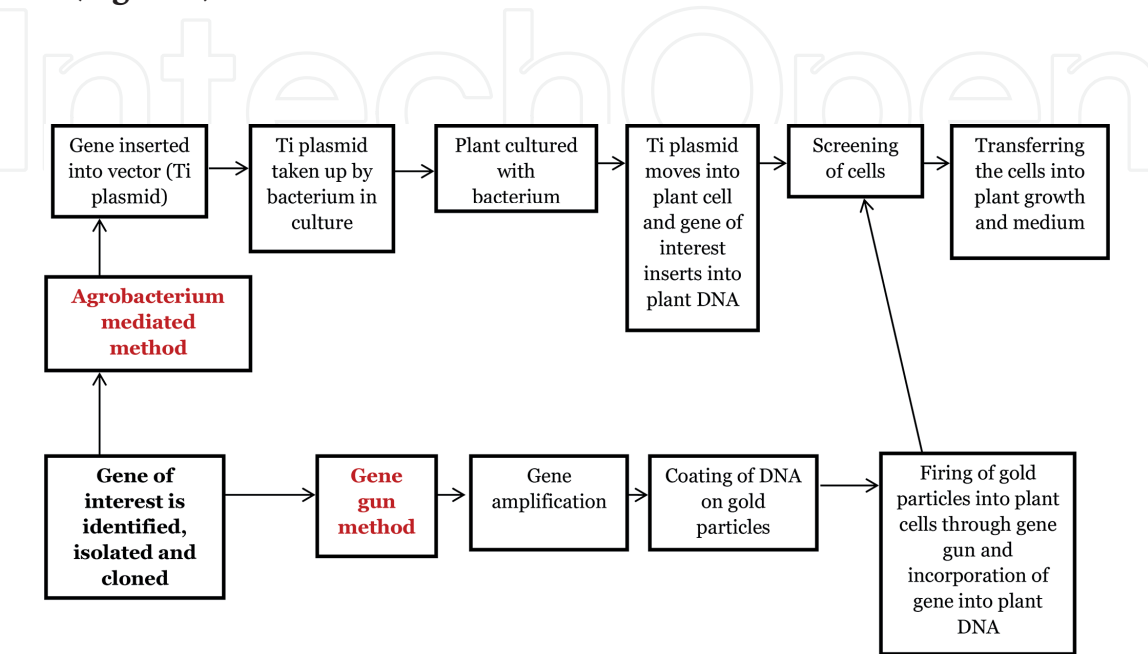 IntechOpen
Gene inserted
into vector (Ti
plasmid)
Ti plasmid
taken up by
bacterium in
culture
Plant cultured
with
bacterium
Ti plasmid
moves into
plant cell
and gene of
interest
inserts into
plant DNA
Screening
of cells
Transferring
the cells into
plant growth
and medium
Agrobacterium
mediated
method
Gene of
interest is
identified,
isolated and
cloned
Gene
gun
method
Gene
amplification
Coating of DNA
on gold
particles
Firing of gold
particles into plant
cells through gene
gun and
incorporation of
gene into plant
DNA